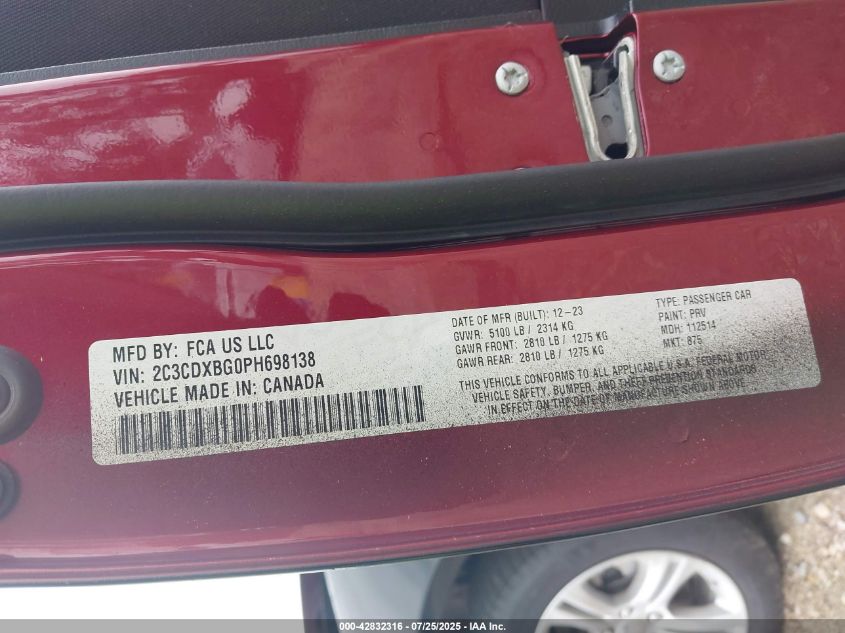 MFD BY: FCA US LLC
VIN: 2C3CDXBG0PH698138
VEHICLE MADE IN: CANADA
DATE OF MFR (BUILT): 12-23
GVWR: 5100 LB / 2314 KG
GAWR FRONT: 2810 LB / 1275 KG
GAWR REAR: 2810 LB / 1275 KG
TYPE: PASSENGER CAR
PAINT: PRV
MDH: 112514
MKT: 875
THIS VEHICLE CONFORMS TO ALL APPLICABLE U.S.A. FEDERAL MOTOR
VEHICLE SAFETY, BUMPER, AND THEFT PREVENTION STANDARDS
IN EFFECT ON THE DATE OF MANUFACTURE SHOWN ABOVE.
000-42832316 - 07/25/2025 - IAA Inc.